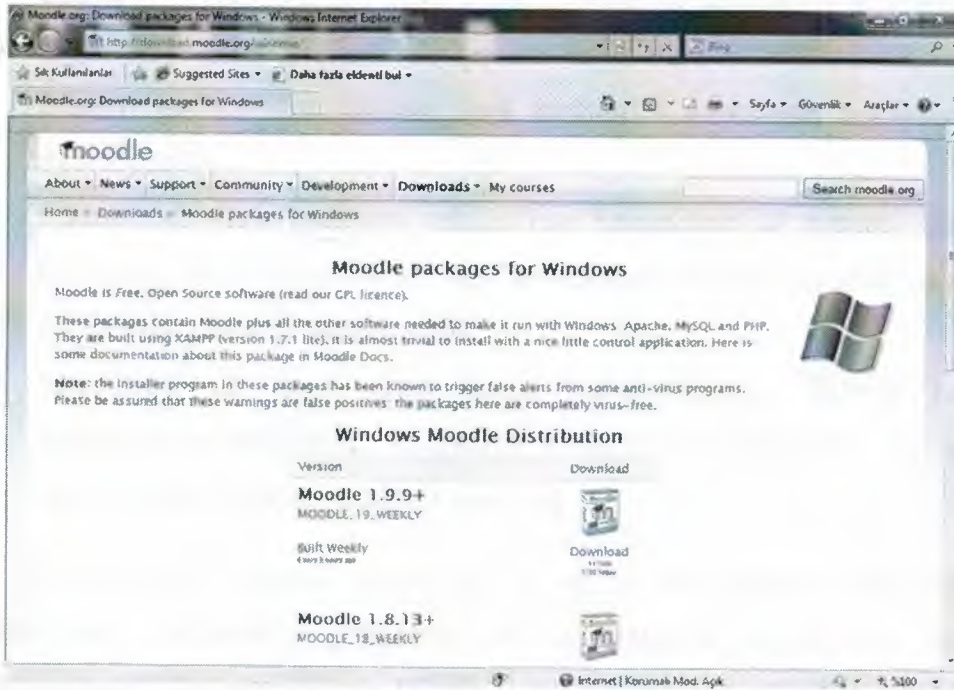 Moodle.org: Download packages for Windows - Windows Internet Explorer
http://download.moodle.org/
Sık Kullanılanlar Suggested Sites Daha fazla eklenti bul
Moodle.org: Download packages for Windows
Sayfa Güvenlik Araçlar
moodle
About News Support Community Development Downloads My courses
Search moodle.org
Home Downloads Moodle packages for Windows
Moodle packages for Windows
Moodle is Free, Open Source software (read our GPL licence).
These packages contain Moodle plus all the other software needed to make it run with Windows Apache, MySQL and PHP.
They are built using XAMPP (version 1.7.1 lite), it is almost trivial to install with a nice little control application. Here is
some documentation about this package in Moodle Docs.
Note: the installer program in these packages has been known to trigger false alerts from some anti-virus programs.
Please be assured that these warnings are false positives: the packages here are completely virus-free.
Windows Moodle Distribution
Version Download
Moodle 1.9.9+
MOODLE_19_WEEKLY
Built Weekly
Download
Moodle 1.8.13+
MOODLE_18_WEEKLY
Internet | Korumalı Mod: Açık
%100